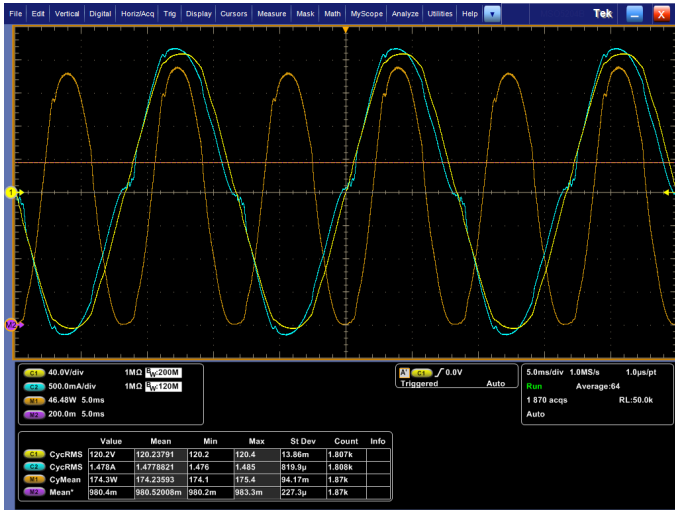 File Edit Vertical Digital Horiz/Acq Trig Display Cursors Measure Mask Math MyScope Analyze Utilities Help Tek X
1
M2
C1 40.0V/div 1MΩ BW:200M
C2 500.0mA/div 1MΩ BW:120M
M1 46.48W 5.0ms
M2 200.0m 5.0ms
A' C1 0.0V
Triggered Auto
5.0ms/div 1.0MS/s 1.0μs/pt
Run Average:64
1 870 acqs RL:50.0k
Auto
Value Mean Min Max St Dev Count Info
C1 CycRMS 120.2V 120.23791 120.2 120.4 13.86m 1.807k
C2 CycRMS 1.478A 1.4778821 1.476 1.485 819.9μ 1.808k
M1 CyMean 174.3W 174.23593 174.1 175.4 94.17m 1.87k
M2 Mean* 980.4m 980.52008m 980.2m 983.3m 227.3μ 1.87k